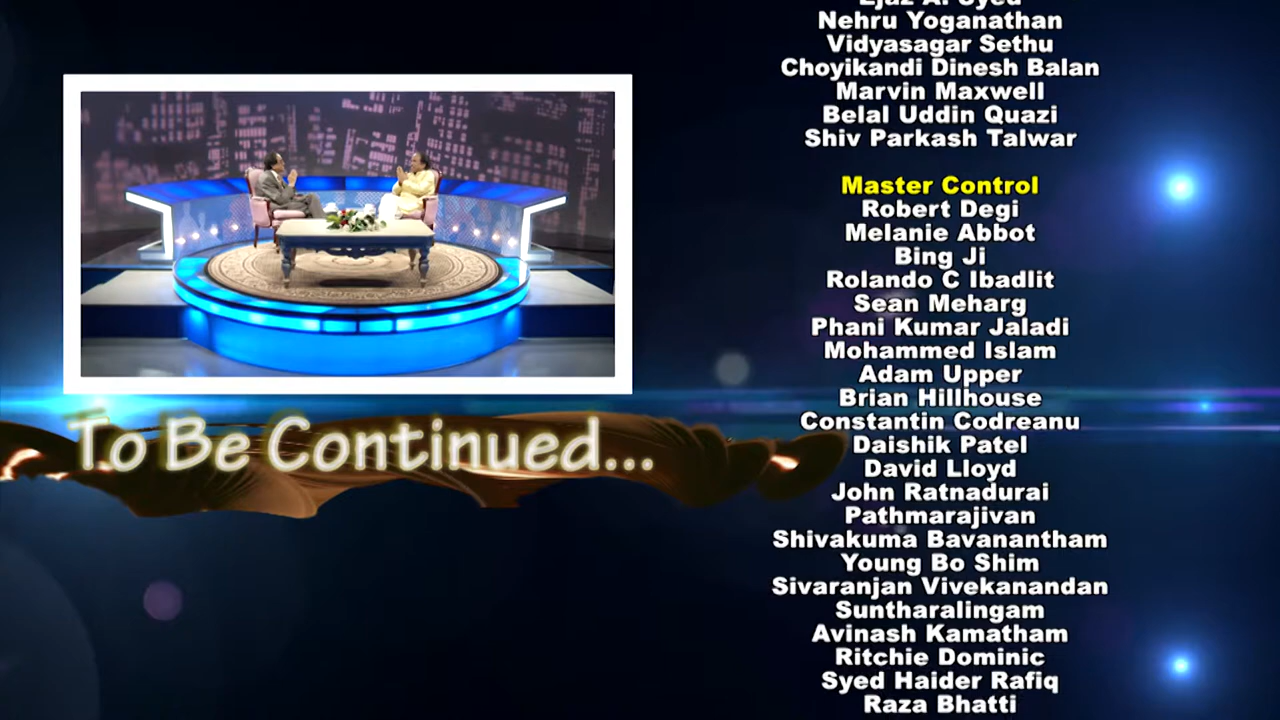 To Be Continued...
Nehru Yoganathan
Vidyasagar Sethu
Choyikandi Dinesh Balan
Marvin Maxwell
Belal Uddin Quazi
Shiv Parkash Talwar
Master Control
Robert Degi
Melanie Abbot
Bing Ji
Rolando C Ibadlit
Sean Meharg
Phani Kumar Jaladi
Mohammed Islam
Adam Upper
Brian Hillhouse
Constantin Codreanu
Daishik Patel
David Lloyd
John Ratnadurai
Pathmarajivan
Shivakuma Bavanantham
Young Bo Shim
Sivaranjan Vivekanandan
Suntharalingam
Avinash Kamatham
Ritchie Dominic
Syed Haider Rafiq
Raza Bhatti